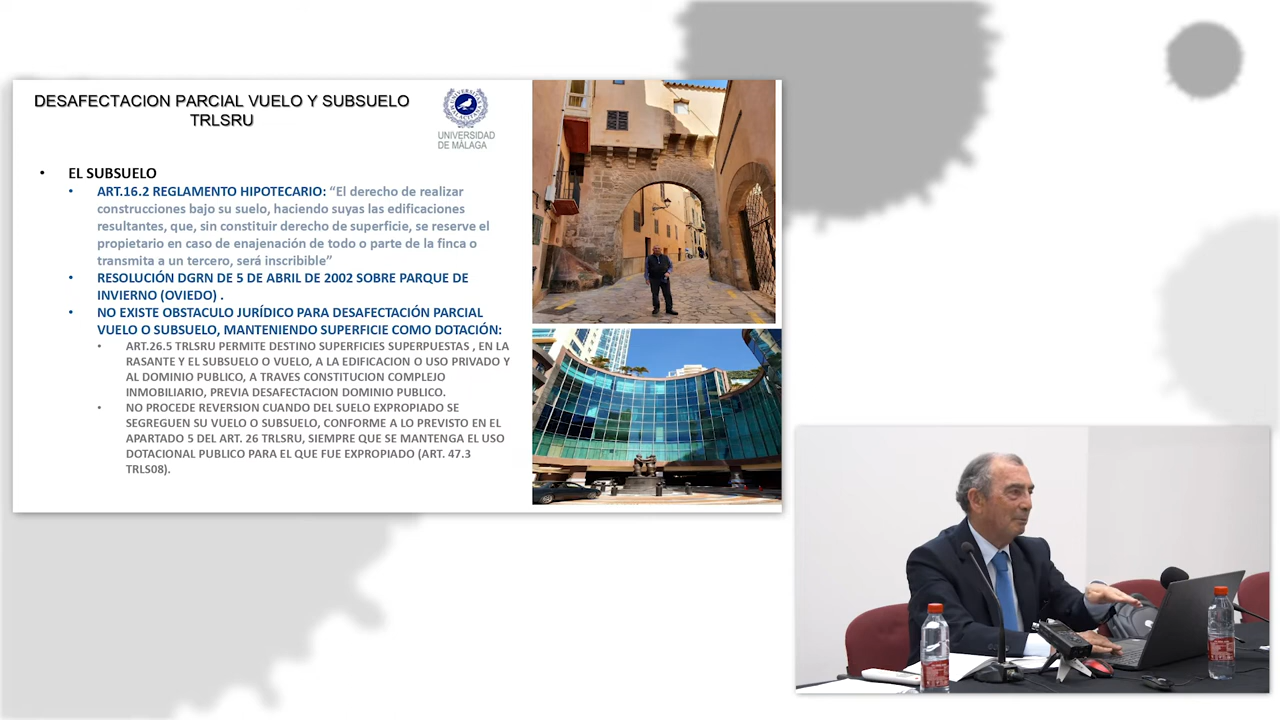 DESAFECTACION PARCIAL VUELO Y SUBSUELO
TRLSRU
UNIVERSIDAD
DE MÁLAGA
• EL SUBSUELO
• ART.16.2 REGLAMENTO HIPOTECARIO: “El derecho de realizar
construcciones bajo su suelo, haciendo suyas las edificaciones
resultantes, que, sin constituir derecho de superficie, se reserve el
propietario en caso de enajenación de todo o parte de la finca o
transmita a un tercero, será inscribible”
• RESOLUCIÓN DGRN DE 5 DE ABRIL DE 2002 SOBRE PARQUE DE
INVIERNO (OVIEDO) .
• NO EXISTE OBSTACULO JURÍDICO PARA DESAFECTACIÓN PARCIAL
VUELO O SUBSUELO, MANTENIENDO SUPERFICIE COMO DOTACIÓN:
• ART.26.5 TRLSRU PERMITE DESTINO SUPERFICIES SUPERPUESTAS , EN LA
RASANTE Y EL SUBSUELO O VUELO, A LA EDIFICACION O USO PRIVADO Y
AL DOMINIO PUBLICO, A TRAVES CONSTITUCION COMPLEJO
INMOBILIARIO, PREVIA DESAFECTACION DOMINIO PUBLICO.
• NO PROCEDE REVERSION CUANDO DEL SUELO EXPROPIADO SE
SEGREGUEN SU VUELO O SUBSUELO, CONFORME A LO PREVISTO EN EL
APARTADO 5 DEL ART. 26 TRLSRU, SIEMPRE QUE SE MANTENGA EL USO
DOTACIONAL PUBLICO PARA EL QUE FUE EXPROPIADO (ART. 47.3
TRLS08).